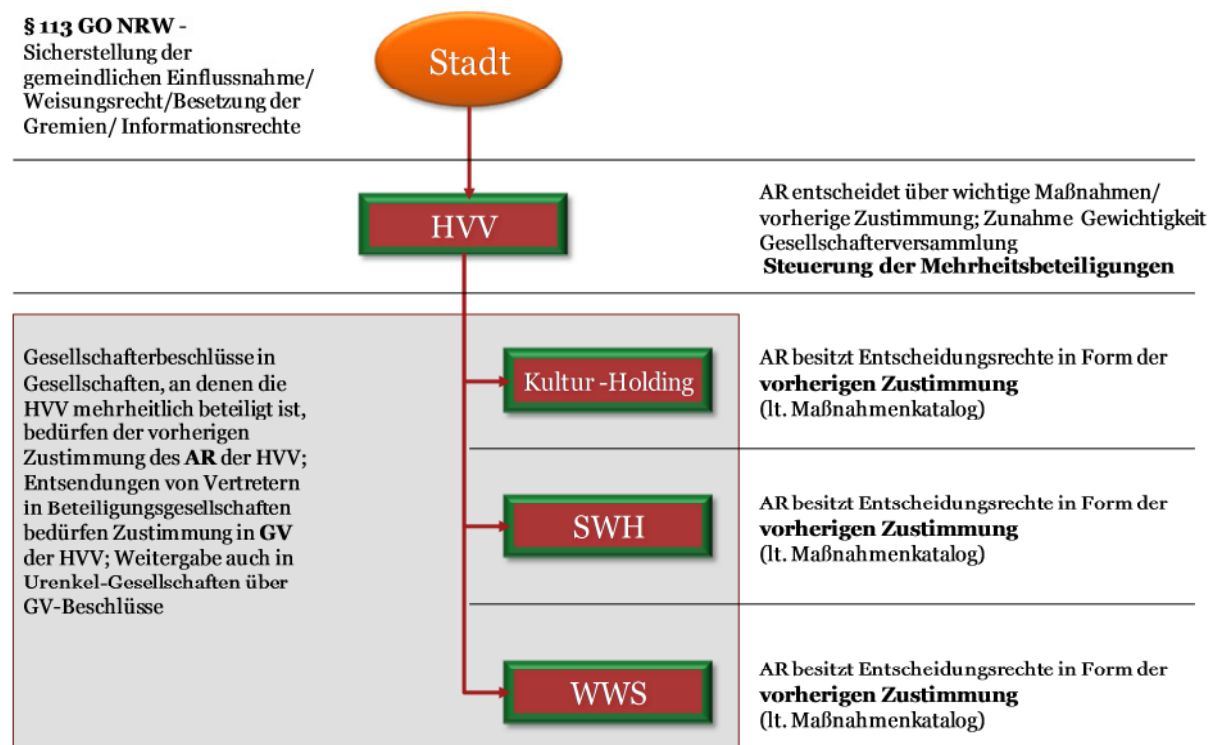 § 113 GO NRW -
Sicherstellung der
gemeindlichen Einflussnahme/
Weisungsrecht/Besetzung der
Gremien/ Informationsrechte
Stadt
HVV
AR entscheidet über wichtige Maßnahmen/
vorherige Zustimmung; Zunahme Gewichtigkeit
Gesellschafterversammlung
Steuerung der Mehrheitsbeteiligungen
Gesellschafterbeschlüsse in
Gesellschaften, an denen die
HVV mehrheitlich beteiligt ist,
bedürfen der vorherigen
Zustimmung des AR der HVV;
Entsendungen von Vertretern
in Beteiligungsgesellschaften
bedürfen Zustimmung in GV
der HVV; Weitergabe auch in
Urenkel-Gesellschaften über
GV-Beschlüsse
Kultur -Holding
AR besitzt Entscheidungsrechte in Form der
vorherigen Zustimmung
(lt. Maßnahmenkatalog)
SWH
AR besitzt Entscheidungsrechte in Form der
vorherigen Zustimmung
(lt. Maßnahmenkatalog)
WWS
AR besitzt Entscheidungsrechte in Form der
vorherigen Zustimmung
(lt. Maßnahmenkatalog)